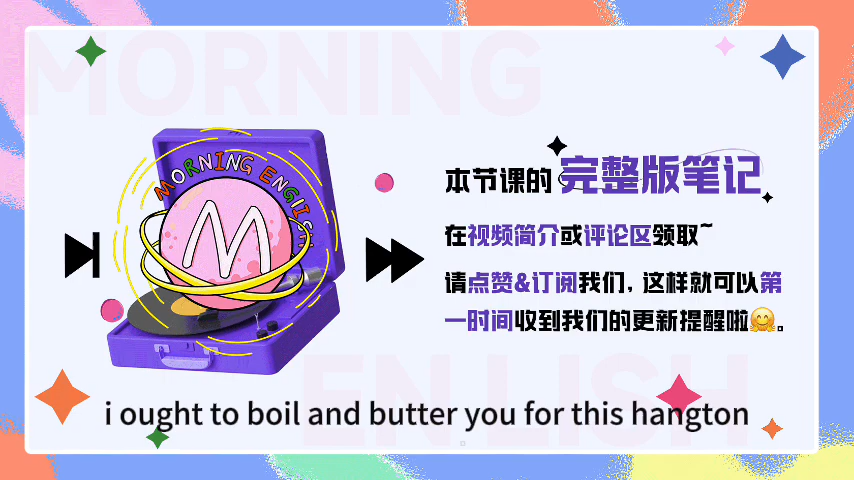 MORNING
MORNING ENGLISH
M
本节课的 完整版笔记
在视频简介或评论区领取~
请点赞&订阅我们，这样就可以第
一时间收到我们的更新提醒啦🤗。
EN LISH
i ought to boil and butter you for this hangton